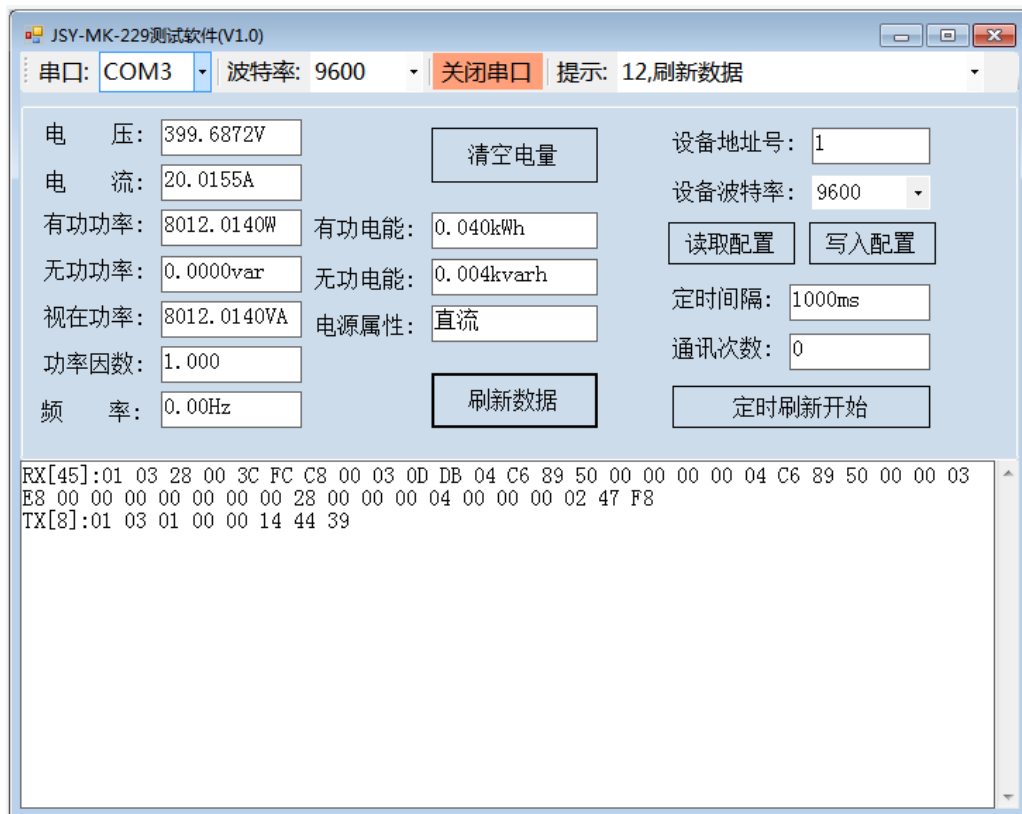 JSY-MK-229测试软件(V1.0)
串口: COM3 波特率: 9600 关闭串口 提示: 12,刷新数据
电 压: 399.6872V
电 流: 20.0155A
有功功率: 8012.0140W
无功功率: 0.0000var
视在功率: 8012.0140VA
功率因数: 1.000
频 率: 0.00Hz
清空电量
有功电能: 0.040kWh
无功电能: 0.004kvarh
电源属性: 直流
刷新数据
设备地址号: 1
设备波特率: 9600
读取配置 写入配置
定时间隔: 1000ms
通讯次数: 0
定时刷新开始
RX[45]:01 03 28 00 3C FC C8 00 03 0D DB 04 C6 89 50 00 00 00 00 04 C6 89 50 00 00 03
E8 00 00 00 00 00 00 00 28 00 00 00 04 00 00 00 02 47 F8
TX[8]:01 03 01 00 00 14 44 39